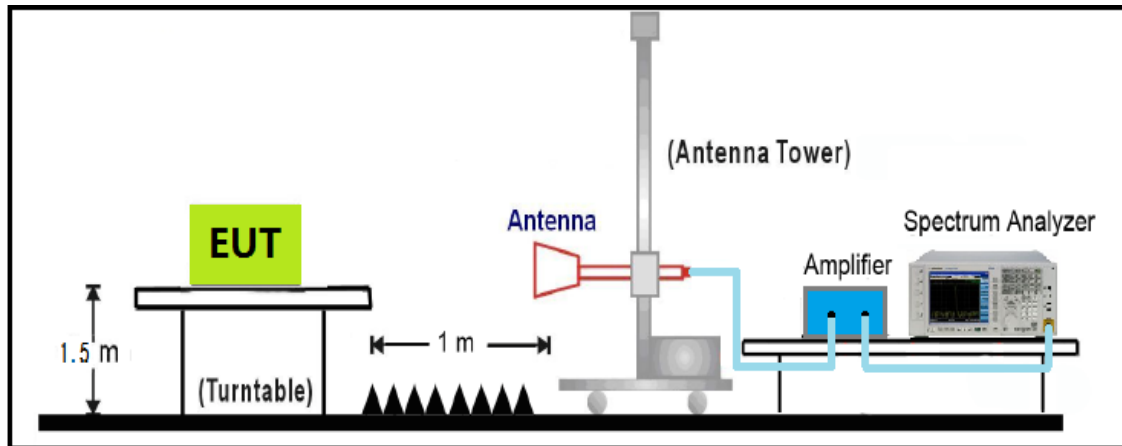 (Antenna Tower)
Antenna
Spectrum Analyzer
EUT
Amplifier
1.5 m
1 m
(Turntable)